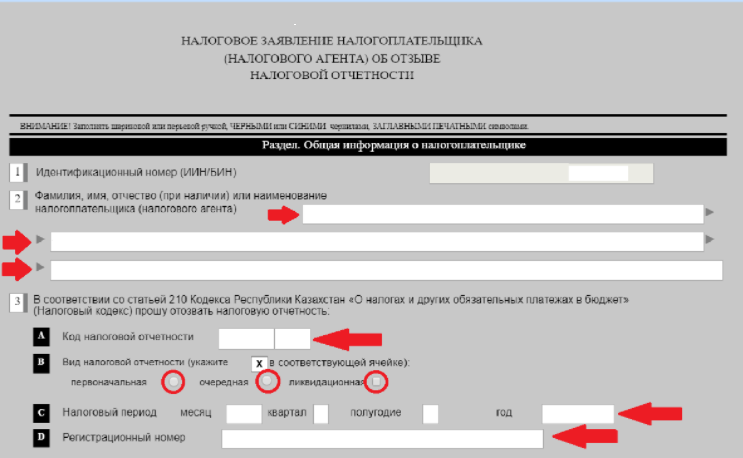 НАЛОГОВОЕ ЗАЯВЛЕНИЕ НАЛОГОПЛАТЕЛЬЩИКА
(НАЛОГОВОГО АГЕНТА) ОБ ОТЗЫВЕ
НАЛОГОВОЙ ОТЧЕТНОСТИ
ВНИМАНИЕ! Заполнять шариковой или перьевой ручкой, ЧЕРНЫМИ или СИНИМИ чернилами, ЗАГЛАВНЫМИ ПЕЧАТНЫМИ символами.
Раздел. Общая информация о налогоплательщике
1 Идентификационный номер (ИИН/БИН)
2 Фамилия, имя, отчество (при наличии) или наименование
налогоплательщика (налогового агента)
3 В соответствии со статьей 210 Кодекса Республики Казахстан «О налогах и других обязательных платежах в бюджет»
(Налоговый кодекс) прошу отозвать налоговую отчетность:
A Код налоговой отчетности
B Вид налоговой отчетности (укажите X в соответствующей ячейке):
первоначальная очередная ликвидационная
C Налоговый период месяц квартал полугодие год
D Регистрационный номер